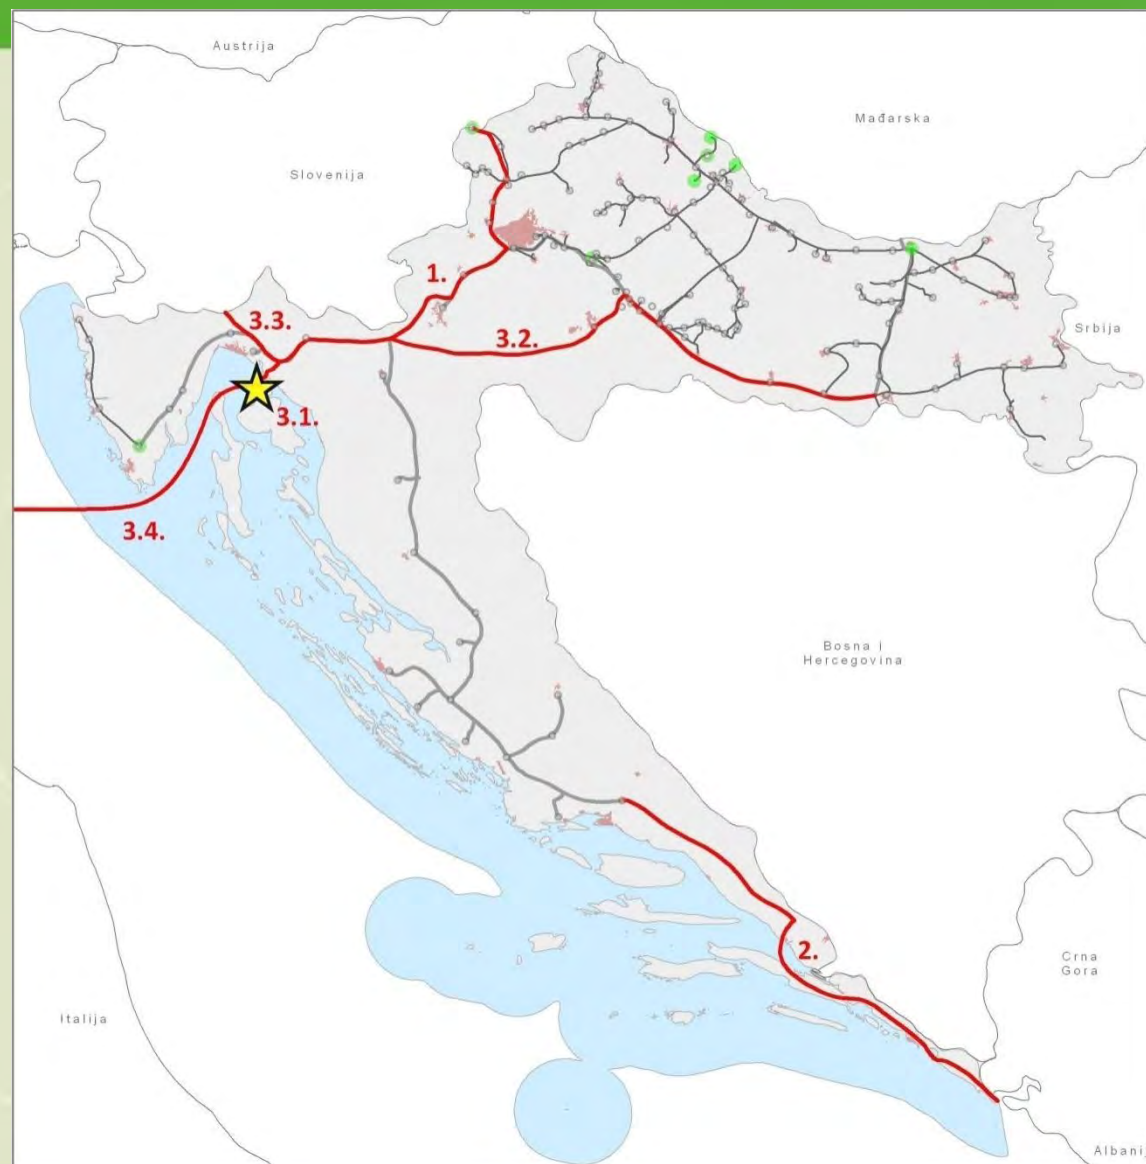 Austrija
Mađarska
Slovenija
1.
3.3.
3.2.
Srbija
3.1.
3.4.
Bosna i
Hercegovina
2.
Crna
Gora
Italija
Albani